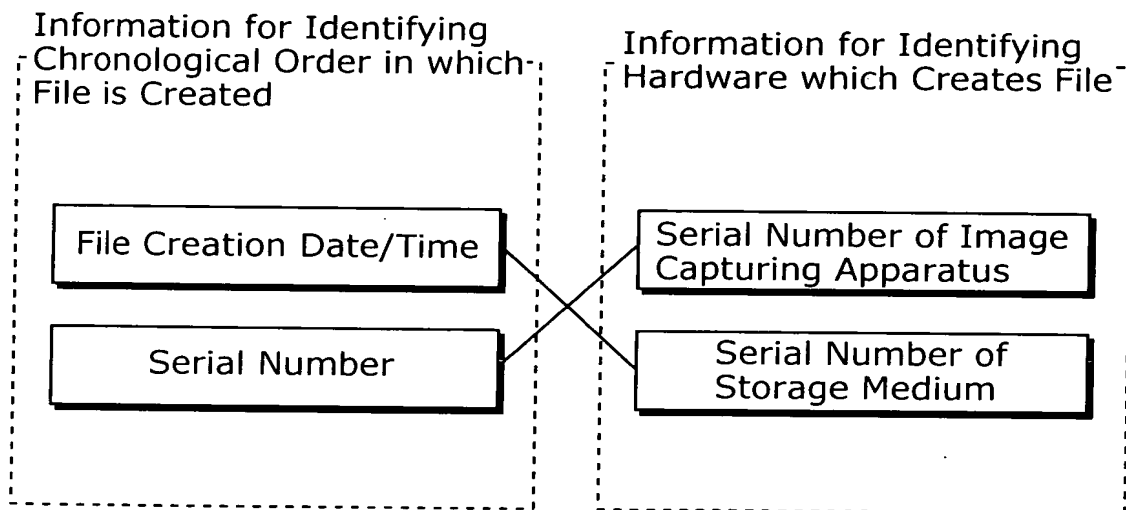 Information for Identifying
Chronological Order in which
File is Created
Information for Identifying
Hardware which Creates File
File Creation Date/Time
Serial Number
Serial Number of Image
Capturing Apparatus
Serial Number of
Storage Medium